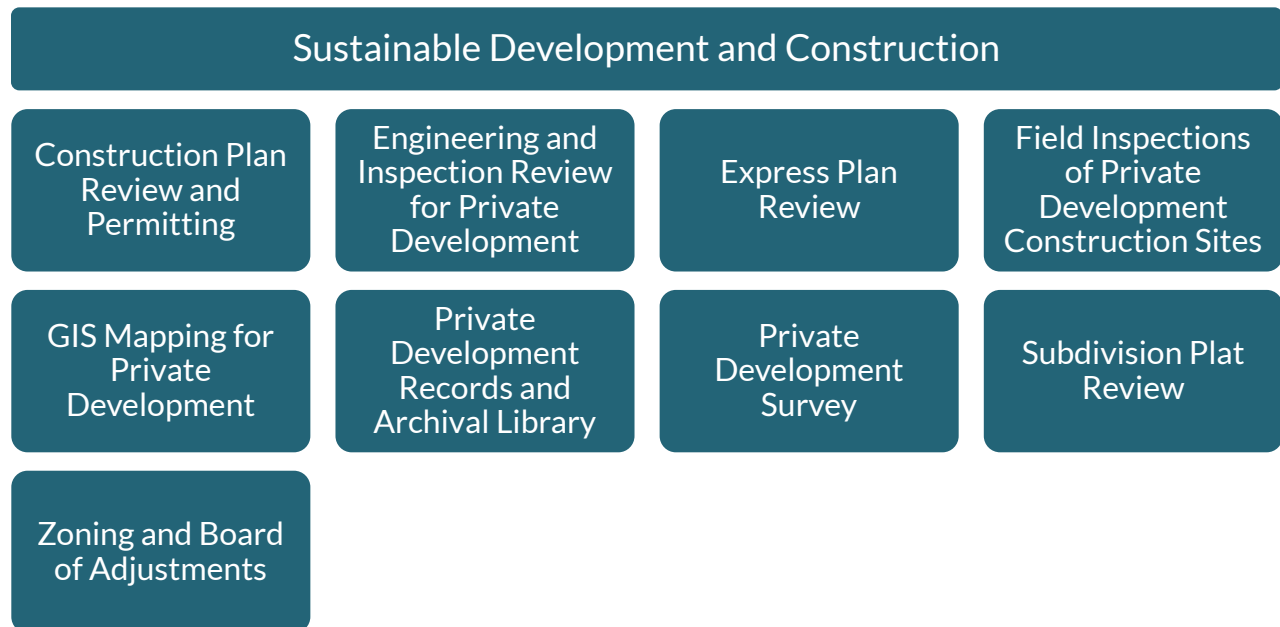 Sustainable Development and Construction
Construction Plan
Review and
Permitting
Engineering and
Inspection Review
for Private
Development
Express Plan
Review
Field Inspections
of Private
Development
Construction Sites
GIS Mapping for
Private
Development
Private
Development
Records and
Archival Library
Private
Development
Survey
Subdivision Plat
Review
Zoning and Board
of Adjustments